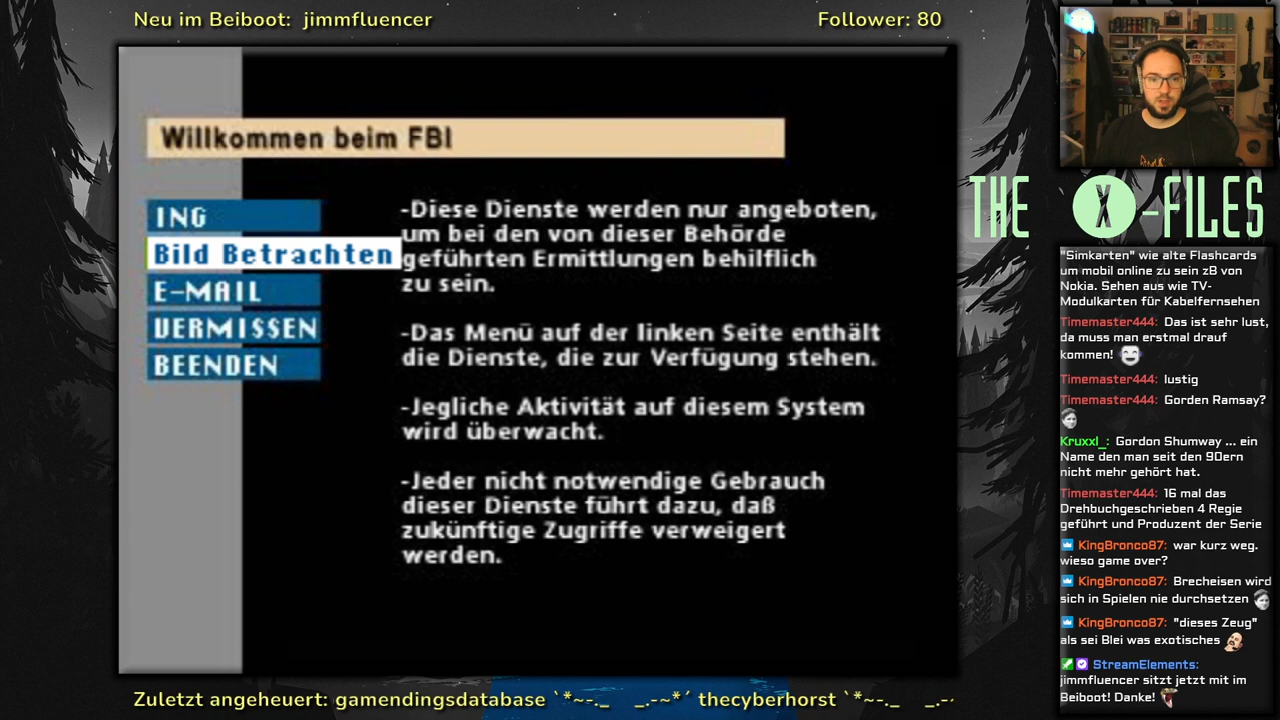 Neu im Beiboot: jimmfluencer
Follower: 80
Willkommen beim FBI
ING
Bild Betrachten
E-MAIL
VERMISSEN
BEENDEN
-Diese Dienste werden nur angeboten,
um bei den von dieser Behörde
geführten Ermittlungen behilflich
zu sein.
-Das Menü auf der linken Seite enthält
die Dienste, die zur Verfügung stehen.
-Jegliche Aktivität auf diesem System
wird überwacht.
-Jeder nicht notwendige Gebrauch
dieser Dienste führt dazu, daß
zukünftige Zugriffe verweigert
werden.
THE X-FILES
"Simkarten" wie alte Flashcards
um mobil online zu sein zB von
Nokia. Sehen aus wie TV-
Modulkarten für Kabelfernsehen
Timemaster444: Das ist sehr lust,
da muss man erstmal drauf
kommen!
Timemaster444: lustig
Timemaster444: Gorden Ramsay?
Kruxxl_: Gordon Shumway ... ein
Name den man seit den 90ern
nicht mehr gehört hat.
Timemaster444: 16 mal das
Drehbuchgeschrieben 4 Regie
geführt und Produzent der Serie
KingBronco87: war kurz weg.
wieso game over?
KingBronco87: Brecheisen wird
sich in Spielen nie durchsetzen
KingBronco87: "dieses Zeug"
als sei Blei was exotisches
StreamElements:
jimmfluencer sitzt jetzt mit im
Beiboot! Danke!
Zuletzt angeheuert: gamendingsdatabase `*~-._ _.-~*´ thecyberhorst `*~-._ _.-